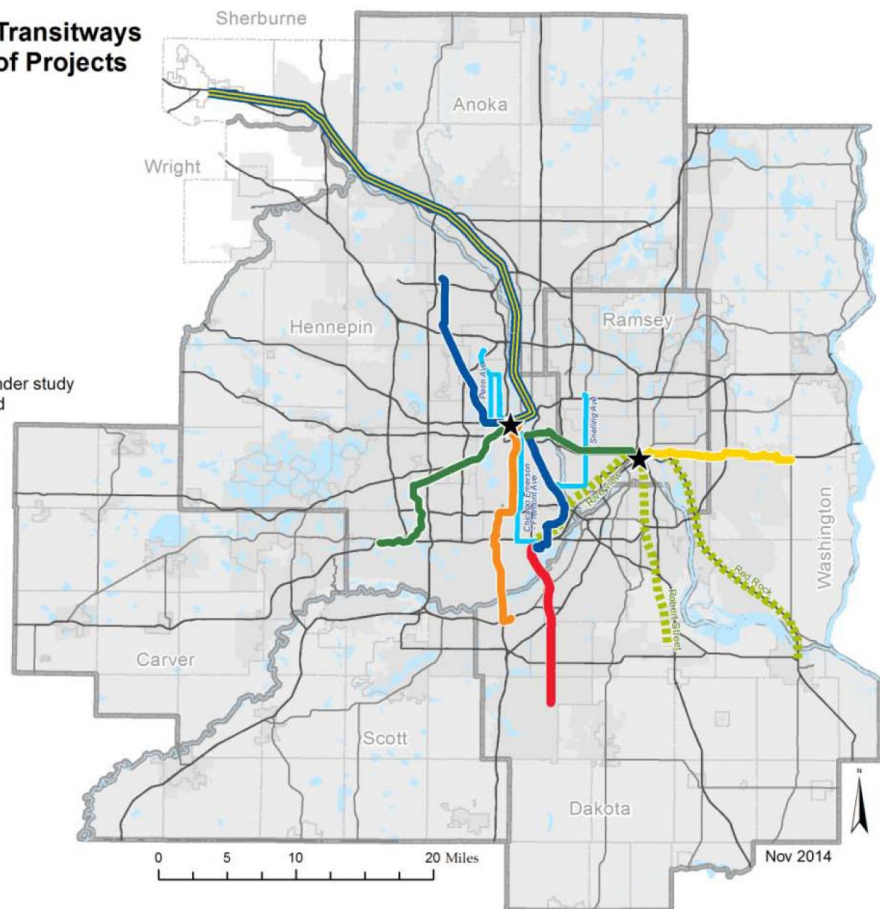 Transitways
of Projects
Sherburne
Anoka
Wright
Hennepin
Ramsey
nder study
d
Penn Ave
Snelling Ave
Chicago Emerson
- Fremont Ave
Washington
Red Rock
Robert Street
Carver
Scott
Dakota
N
0 5 10 20 Miles
Nov 2014